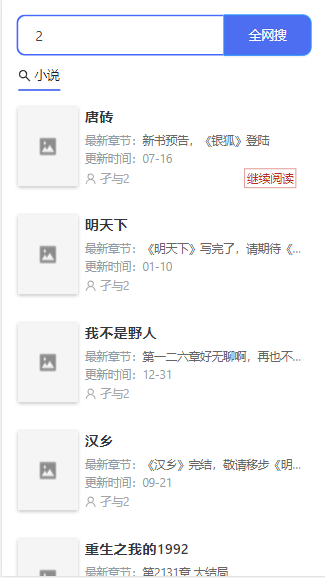 2
全网搜
小说
唐砖
最新章节：新书预告，《银狐》登陆
更新时间：07-16
孑与2
继续阅读
明天下
最新章节：《明天下》写完了，请期待《...
更新时间：01-10
孑与2
我不是野人
最新章节：第一二六章好无聊啊，再也不...
更新时间：12-31
孑与2
汉乡
最新章节：《汉乡》完结，敬请移步《明...
更新时间：09-21
孑与2
重生之我的1992
最新章节：第2131章 大结局